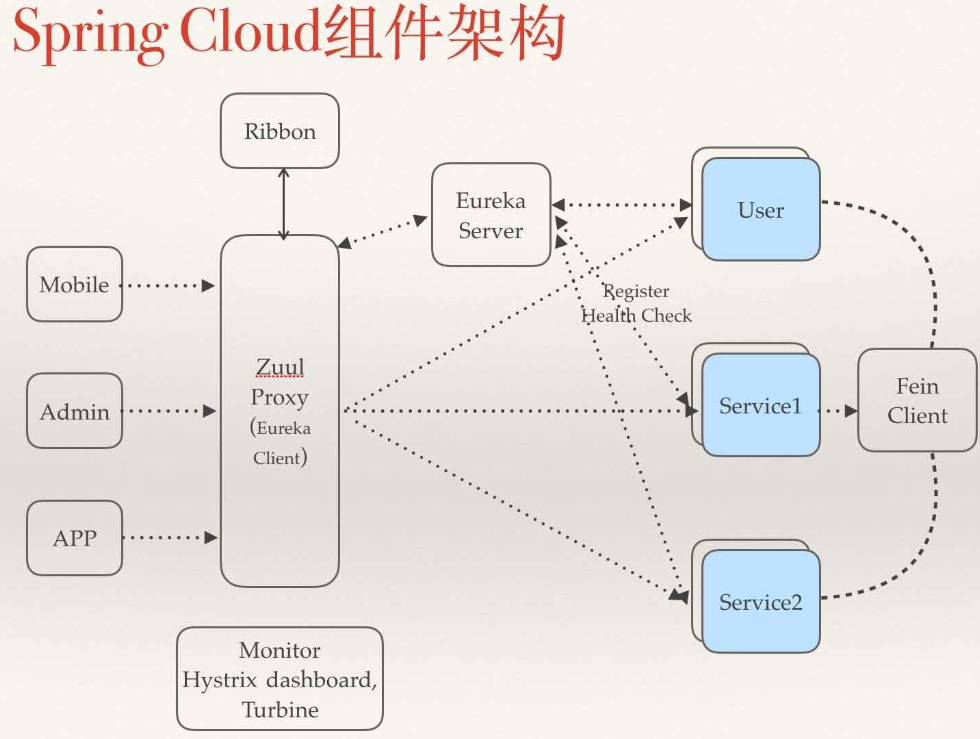 Spring Cloud组件架构
Ribbon
Eureka
Server
User
Mobile
Register
Health Check
Zuul
Proxy
(Eureka
Client)
Admin
Service1
Fein
Client
APP
Service2
Monitor
Hystrix dashboard,
Turbine